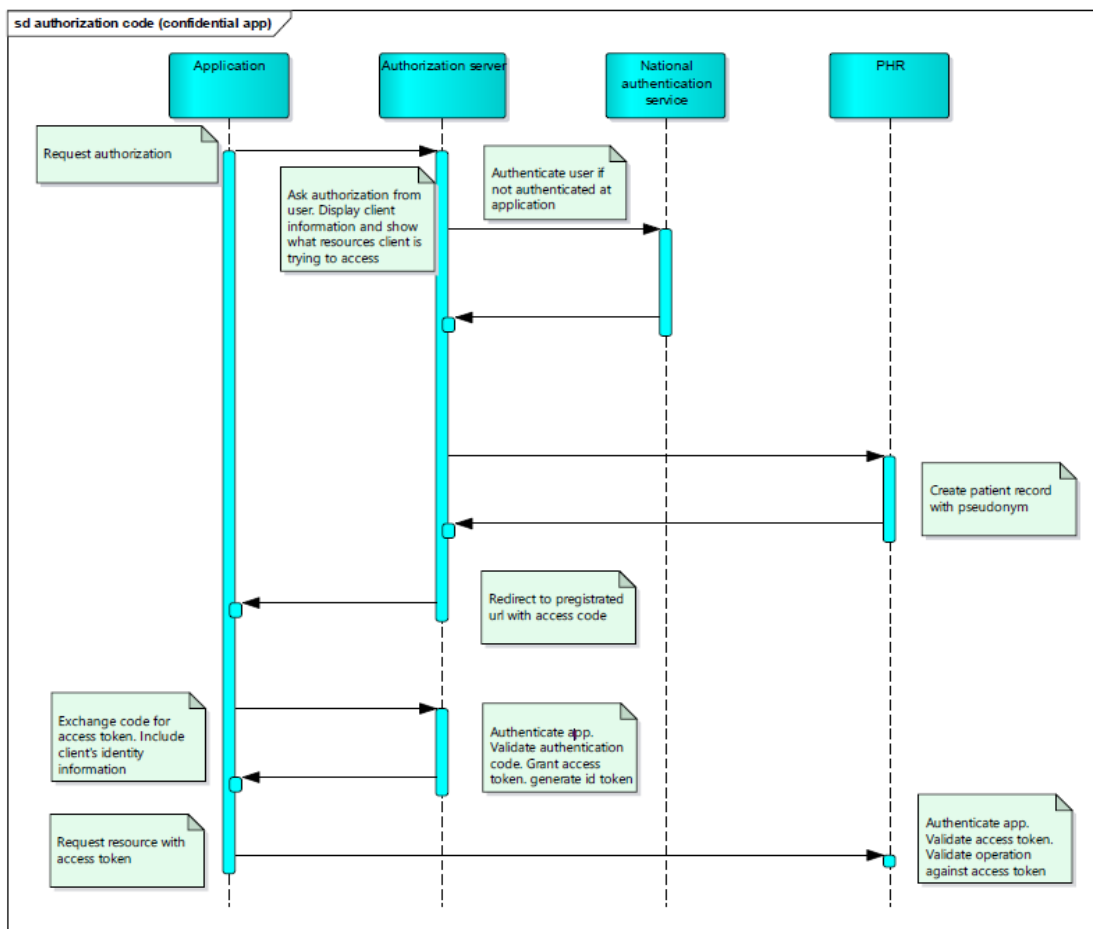 sd authorization code (confidential app)
Application
Authorization server
National
authentication
service
PHR
Request authorization
Ask authorization from
user. Display client
information and show
what resources client is
trying to access
Authenticate user if
not authenticated at
application
Create patient record
with pseudonym
Redirect to pregistrated
url with access code
Exchange code for
access token. Include
client's identity
information
Authenticate app.
Validate authentication
code. Grant access
token. generate id token
Request resource with
access token
Authenticate app.
Validate access token.
Validate operation
against access token